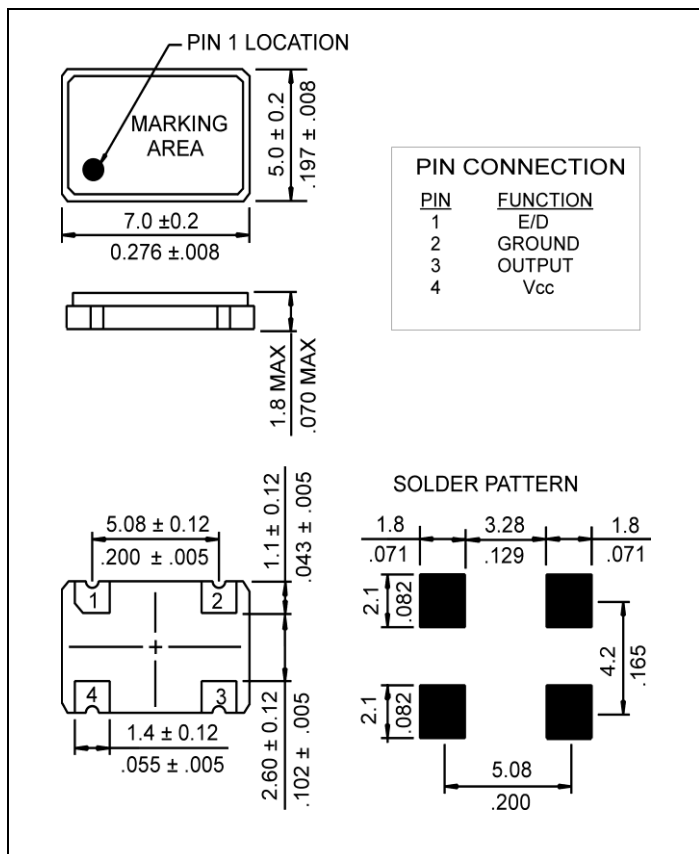 PIN 1 LOCATION
MARKING
AREA
5.0 ± 0.2
.197 ± .008
7.0 ±0.2
0.276 ±.008
PIN CONNECTION
PIN FUNCTION
1 E/D
2 GROUND
3 OUTPUT
4 Vcc
1.8 MAX
.070 MAX
5.08 ± 0.12
.200 ± .005
1.1 ± 0.12
.043 ± .005
1 2
4 3
1.4 ± 0.12
.055 ± .005
2.60 ± 0.12
.102 ± .005
SOLDER PATTERN
1.8 3.28 1.8
.071 .129 .071
2.1
.082
4.2
.165
2.1
.082
5.08
.200